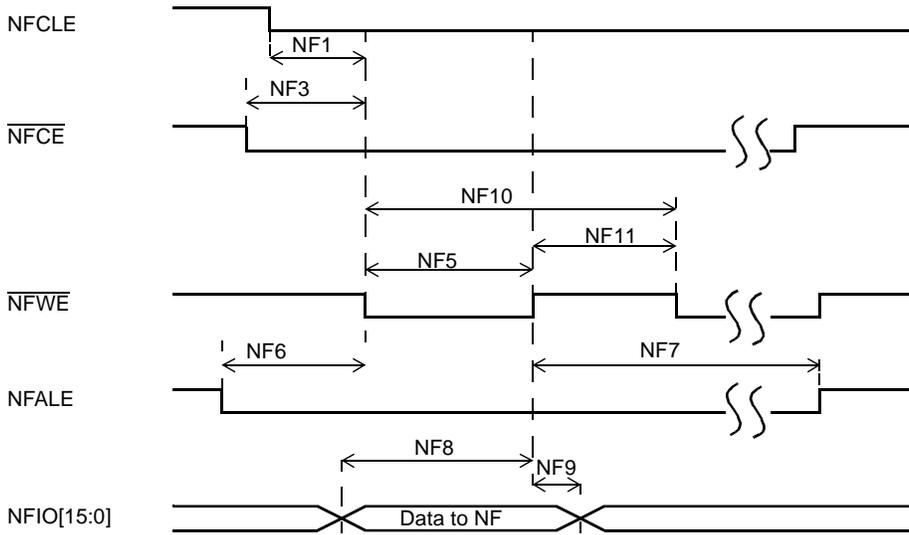 NFCLE
NF1
NF3
NFCE
NF10
NF11
NF5
NFWE
NF6
NF7
NFALE
NF8
NF9
NFIO[15:0]
Data to NF